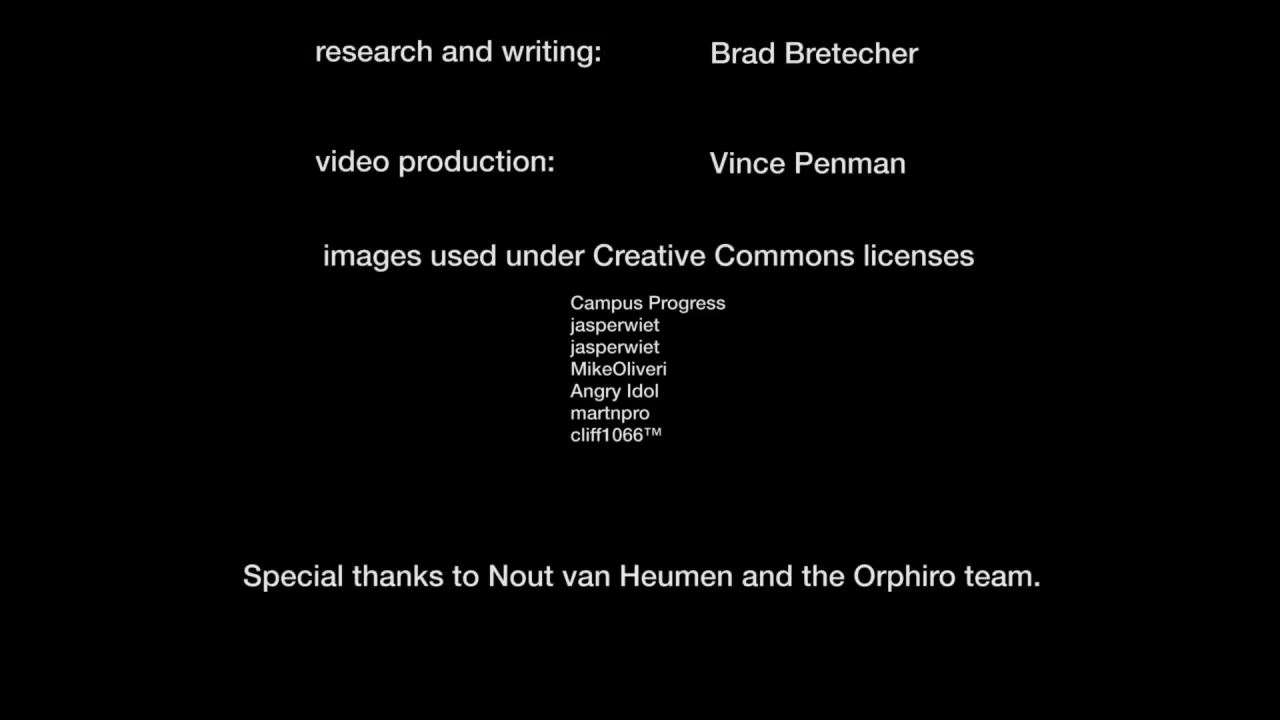 research and writing: Brad Bretecher
video production: Vince Penman
images used under Creative Commons licenses
Campus Progress
jasperwiet
jasperwiet
MikeOliveri
Angry Idol
martnpro
cliff1066™
Special thanks to Nout van Heumen and the Orphiro team.